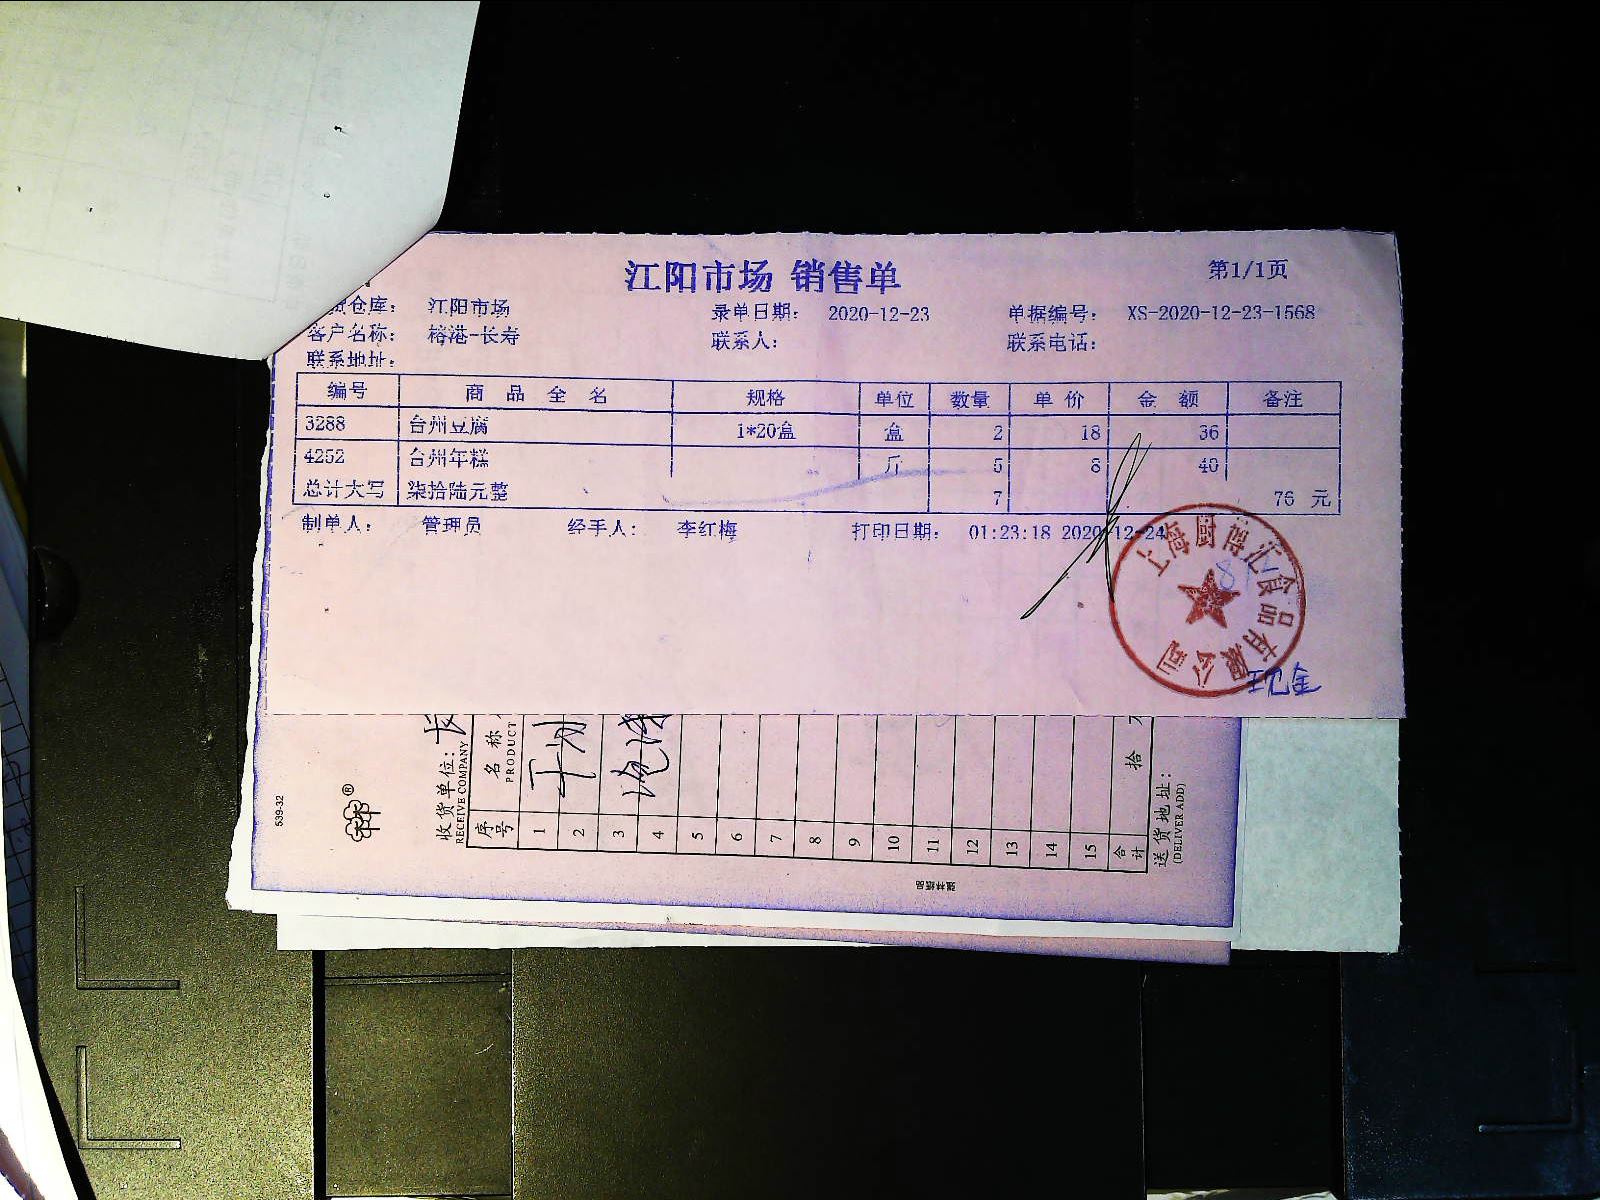 江阳市场 销售单
第1/1页
仓库： 江阳市场 录单日期： 2020-12-23 单据编号： XS-2020-12-23-1568
客户名称： 榕港-长寿 联系人： 联系电话：
联系地址：
编号 商品全名 规格 单位 数量 单价 金额 备注
3288 台州豆腐 1*20盒 盒 2 18 36
4252 台州年糕 斤 5 8 40
总计大写 柒拾陆元整 7 76 元
制单人： 管理员 经手人： 李红梅 打印日期： 01:23:18 2020-12-24
上海厨薄汇食品有限公司
现金
539-32
收货单位：
RECEIVE COMPANY
序号 名称
PRODUCT
1
2
3
4
5
6
7
8
9
10
11
12
13
14
15
合计 拾
送货地址：
(DELIVER ADD)